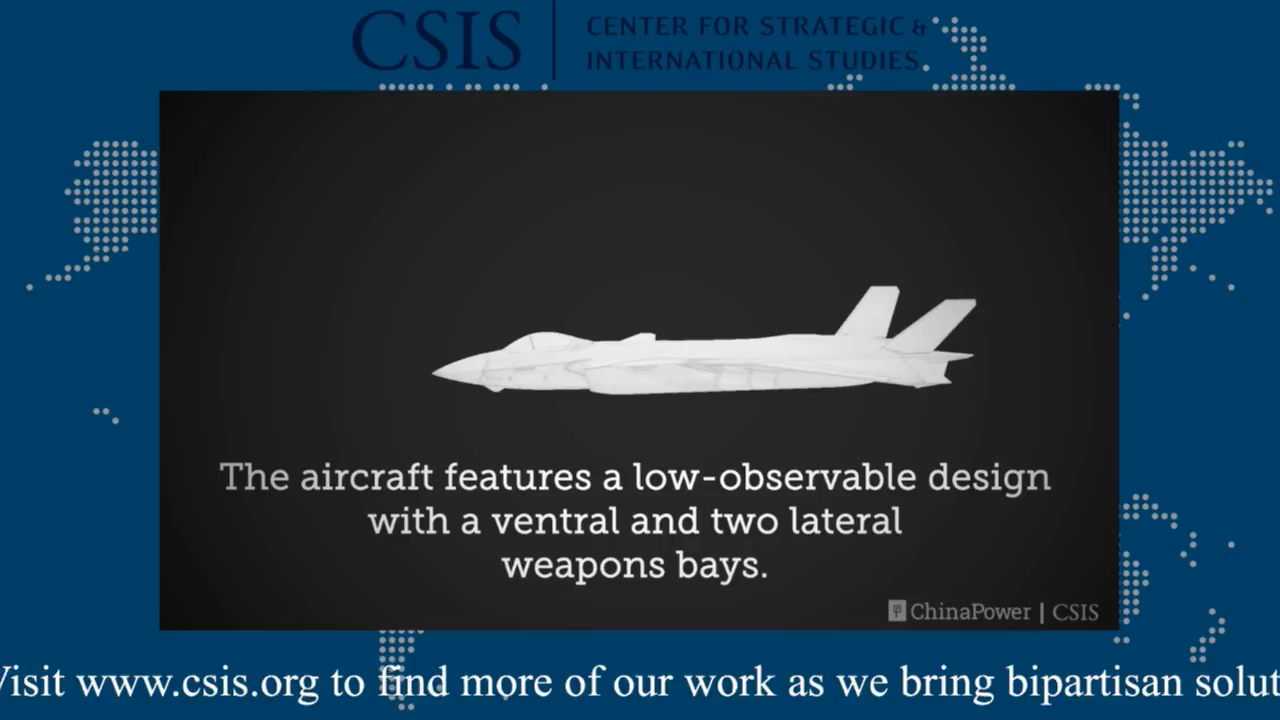 CSIS
CENTER FOR STRATEGIC &
INTERNATIONAL STUDIES
The aircraft features a low-observable design
with a ventral and two lateral
weapons bays.
ChinaPower | CSIS
Visit www.csis.org to find more of our work as we bring bipartisan solut